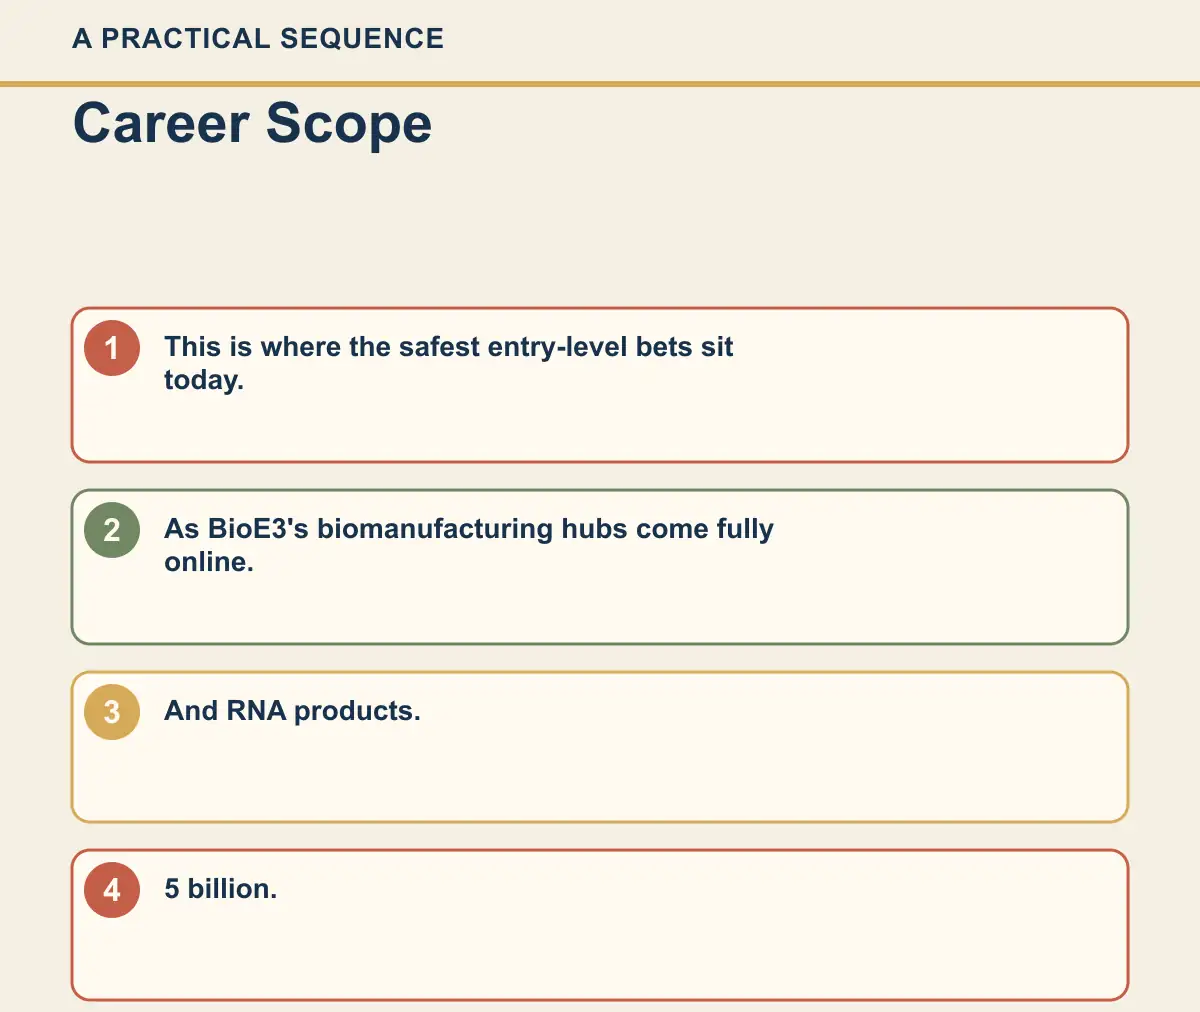 A PRACTICAL SEQUENCE
Career Scope
1
This is where the safest entry-level bets sit
today.
2
As BioE3's biomanufacturing hubs come fully
online.
3
And RNA products.
4
5 billion.